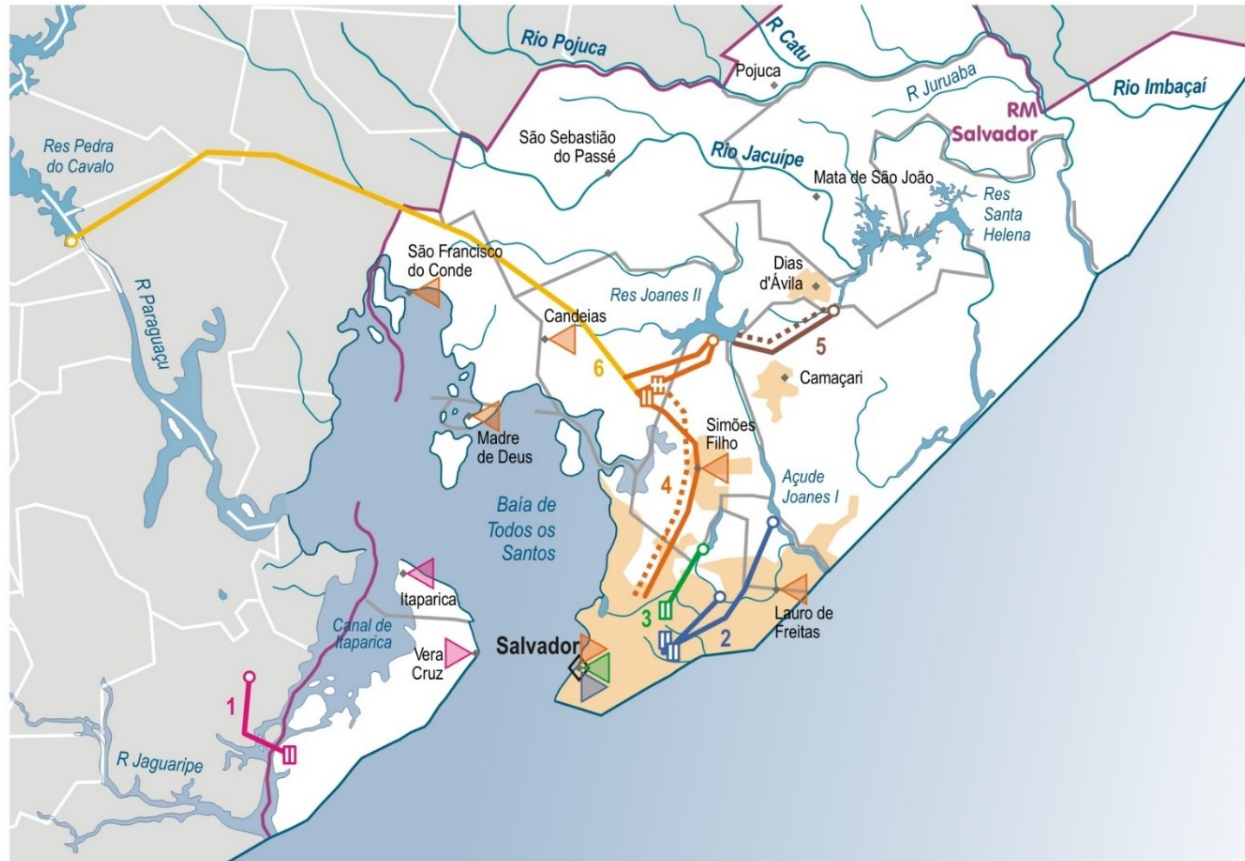 Rio Pojuca
R Catu
Pojuca
R Juruaba
Rio Imbaçaí
RM
Salvador
Res Pedra
do Cavalo
São Sebastião
do Passé
Rio Jacuípe
Mata de São João
Res
Santa
Helena
São Francisco
do Conde
Dias
d'Ávila
R Paraguaçu
Res Joanes II
Candeias
5
6
Camaçari
Madre
de Deus
Simões
Filho
4
Açude
Joanes I
Baía de
Todos os
Santos
Itaparica
3
2
Lauro de
Freitas
Canal de
Itaparica
Vera
Cruz
Salvador
1
R Jaguaripe